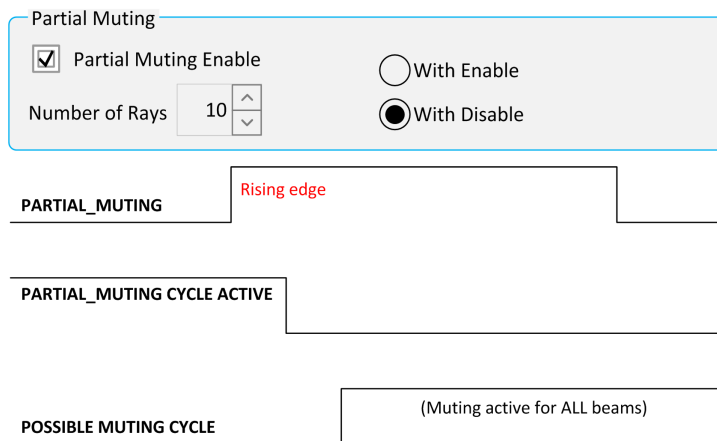 Partial Muting
Partial Muting Enable
With Enable
Number of Rays 10
With Disable
Rising edge
PARTIAL_MUTING
PARTIAL_MUTING CYCLE ACTIVE
(Muting active for ALL beams)
POSSIBLE MUTING CYCLE